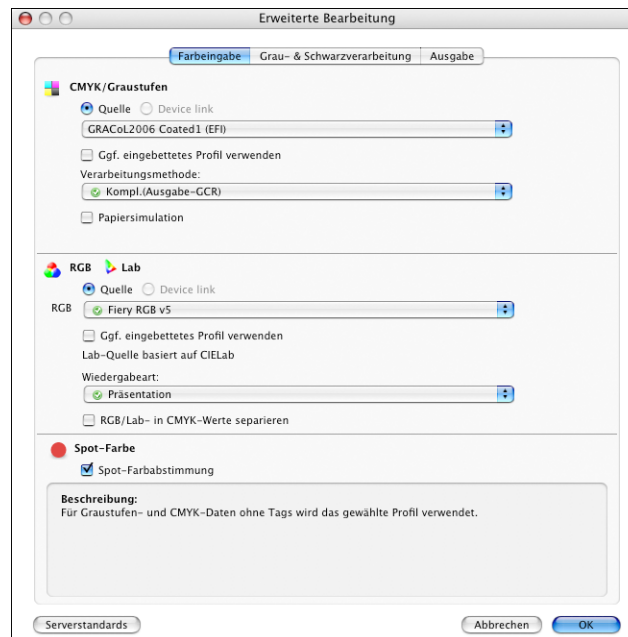 Erweiterte Bearbeitung
Farbeingabe Grau- & Schwarzverarbeitung Ausgabe
CMYK/Graustufen
Quelle Device link
GRACoL2006 Coated1 (EFI)
Ggf. eingebettetes Profil verwenden
Verarbeitungsmethode:
Kompl.(Ausgabe-GCR)
Papiersimulation
RGB Lab
Quelle Device link
RGB Fiery RGB v5
Ggf. eingebettetes Profil verwenden
Lab-Quelle basiert auf CIELab
Wiedergabeart:
Präsentation
RGB/Lab- in CMYK-Werte separieren
Spot-Farbe
Spot-Farbabstimmung
Beschreibung:
Für Graustufen- und CMYK-Daten ohne Tags wird das gewählte Profil verwendet.
Serverstandards Abbrechen OK